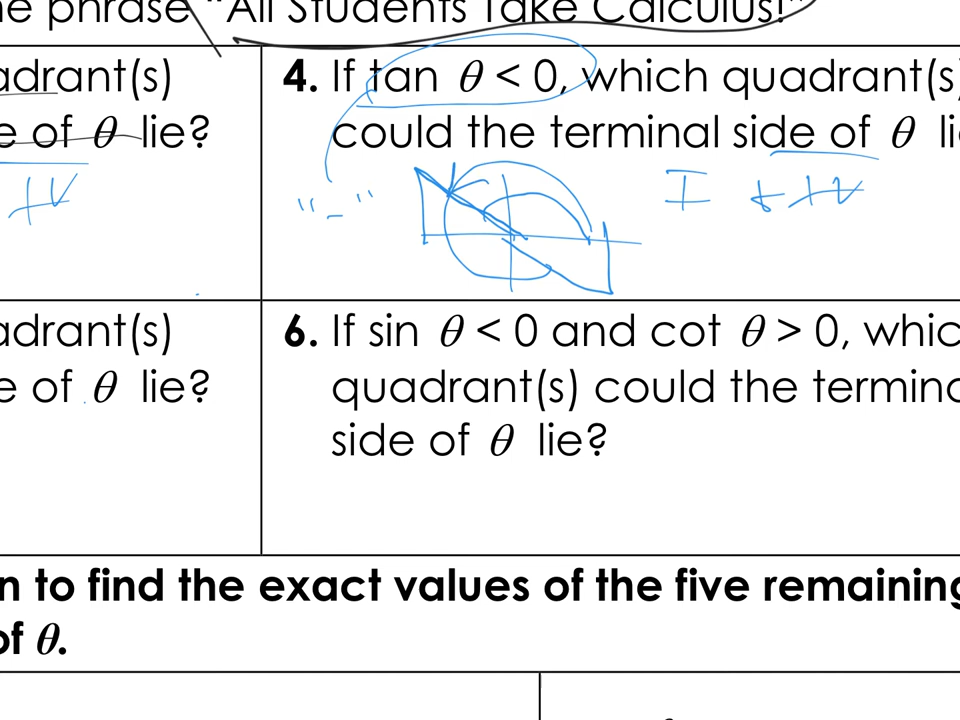 he phrase "All Students Take Calculus!"
adrant(s)
e of θ lie?
IV
4. If tan θ < 0, which quadrant(s)
could the terminal side of θ li
"-"
I + IV
adrant(s)
e of θ lie?
6. If sin θ < 0 and cot θ > 0, whic
quadrant(s) could the termina
side of θ lie?
n to find the exact values of the five remaining
of θ.